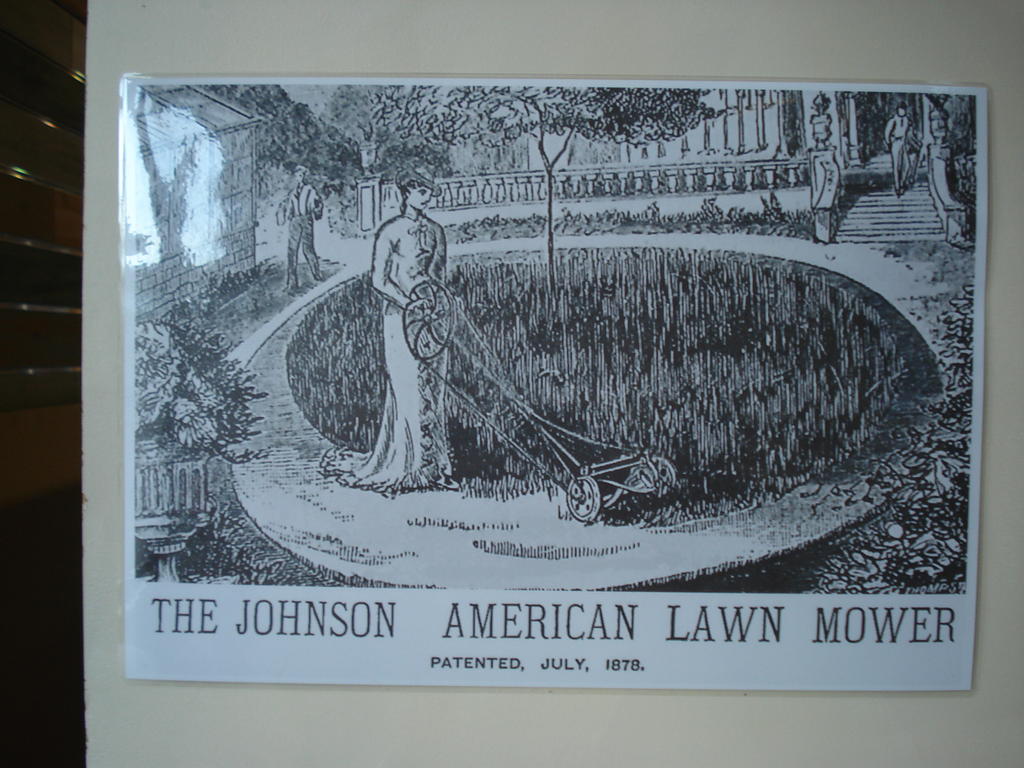 THE JOHNSON AMERICAN LAWN MOWER
PATENTED, JULY, 1878.